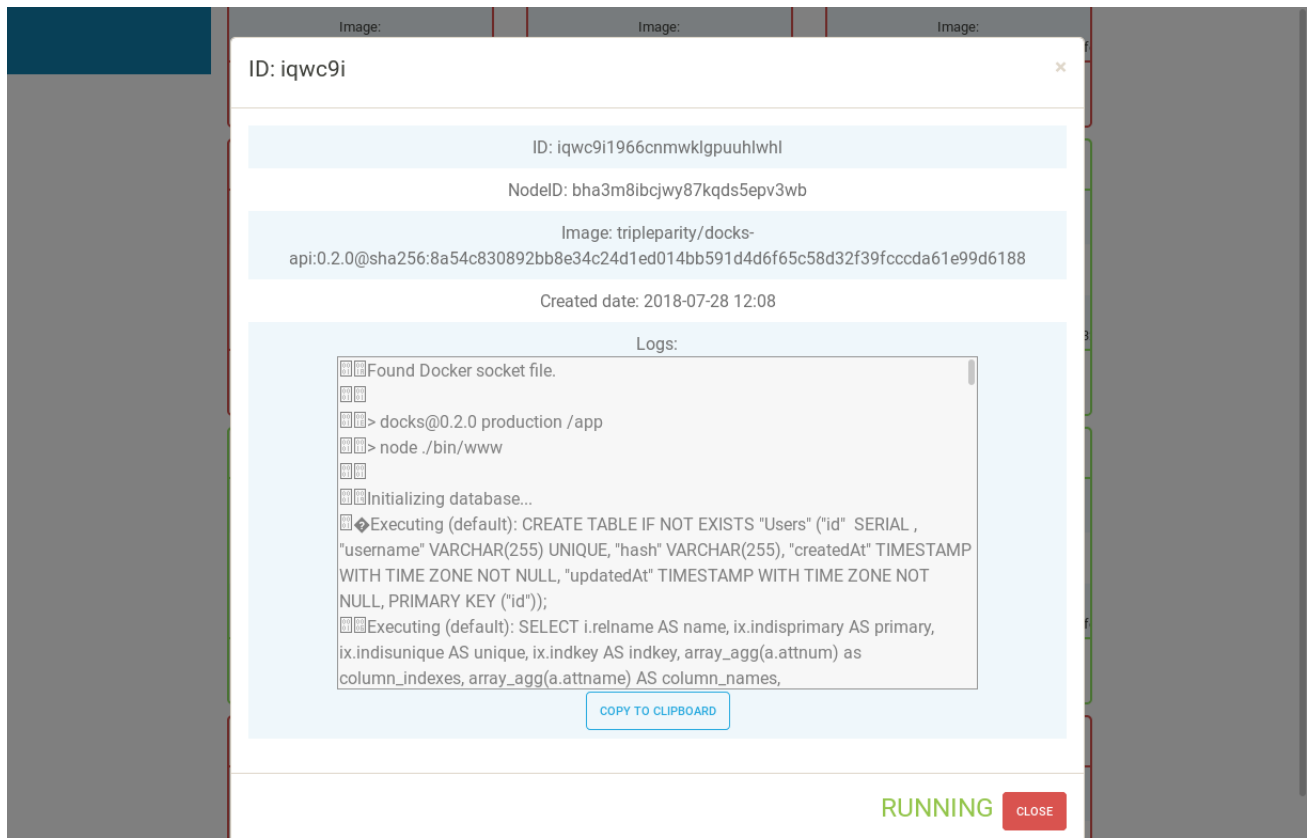 Image:
Image:
Image:
ID: iqwc9i
×
ID: iqwc9i1966cnmwklgpuuhlwhl
NodeID: bha3m8ibcjwy87kqds5epv3wb
Image: tripleparity/docks-
api:0.2.0@sha256:8a54c830892bb8e34c24d1ed014bb591d4d6f65c58d32f39fcccda61e99d6188
Created date: 2018-07-28 12:08
Logs:
Found Docker socket file.
> docks@0.2.0 production /app
> node ./bin/www
Initializing database...
�Executing (default): CREATE TABLE IF NOT EXISTS "Users" ("id"  SERIAL ,
"username" VARCHAR(255) UNIQUE, "hash" VARCHAR(255), "createdAt" TIMESTAMP
WITH TIME ZONE NOT NULL, "updatedAt" TIMESTAMP WITH TIME ZONE NOT
NULL, PRIMARY KEY ("id"));
Executing (default): SELECT i.relname AS name, ix.indisprimary AS primary,
ix.indisunique AS unique, ix.indkey AS indkey, array_agg(a.attnum) as
column_indexes, array_agg(a.attname) AS column_names,
COPY TO CLIPBOARD
RUNNING
CLOSE